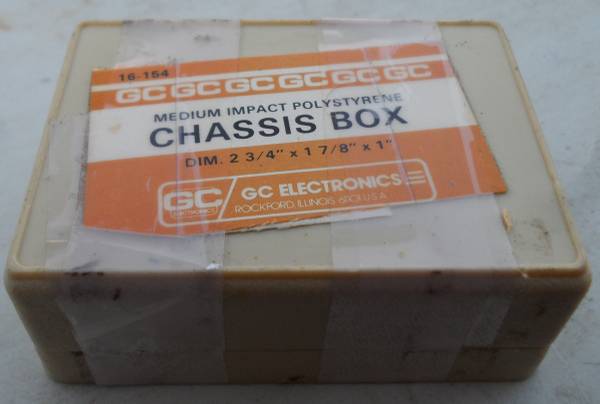 16-154
GC GC GC GC GC GC
MEDIUM IMPACT POLYSTYRENE
CHASSIS BOX
DIM. 2 3/4" x 1 7/8" x 1"
GC ELECTRONICS
GC ELECTRONICS
ROCKFORD, ILLINOIS 61101 U.S.A.